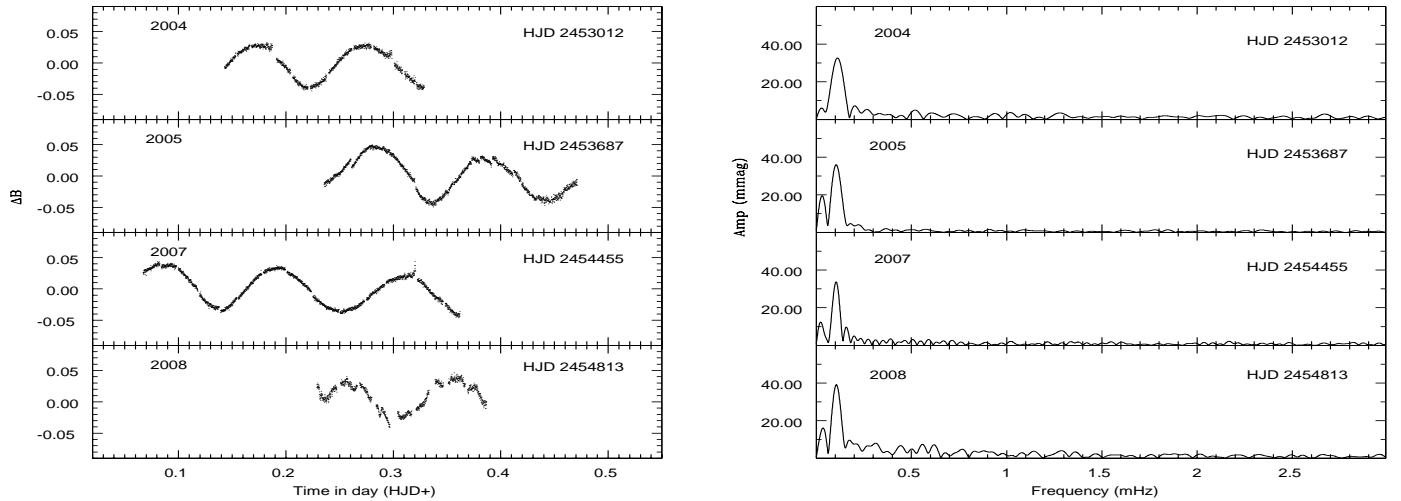 2004
HJD 2453012
0.05
0.00
-0.05
2005
HJD 2453687
0.05
0.00
-0.05
2007
HJD 2454455
0.05
0.00
-0.05
2008
HJD 2454813
0.05
0.00
-0.05
ΔB
0.1 0.2 0.3 0.4 0.5
Time in day (HJD+)
2004
HJD 2453012
40.00
20.00
2005
HJD 2453687
40.00
20.00
2007
HJD 2454455
40.00
20.00
2008
HJD 2454813
40.00
20.00
Amp (mmag)
0.5 1 1.5 2 2.5
Frequency (mHz)